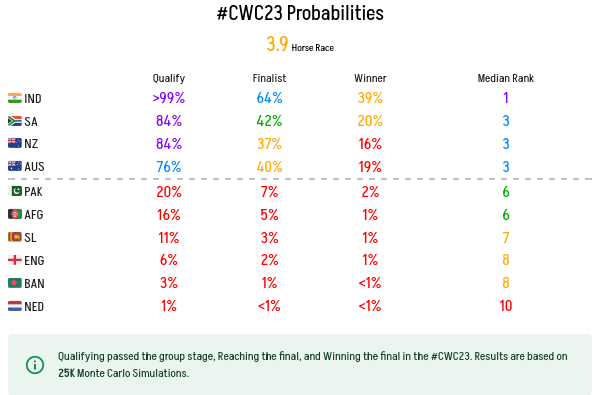 #CWC23 Probabilities
3.9 Horse Race
Qualify Finalist Winner Median Rank
IND >99% 64% 39% 1
SA 84% 42% 20% 3
NZ 84% 37% 16% 3
AUS 76% 40% 19% 3
PAK 20% 7% 2% 6
AFG 16% 5% 1% 6
SL 11% 3% 1% 7
ENG 6% 2% 1% 8
BAN 3% 1% <1% 8
NED 1% <1% <1% 10
Qualifying passed the group stage, Reaching the final, and Winning the final in the #CWC23. Results are based on
25K Monte Carlo Simulations.